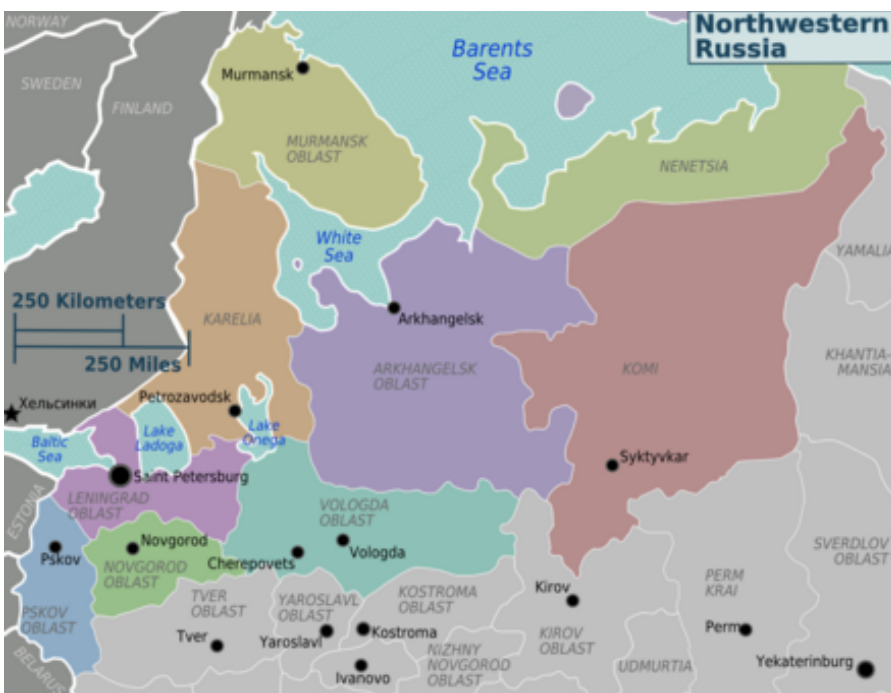 NORWAY
Northwestern
Russia
Barents
Sea
Murmansk
SWEDEN
FINLAND
MURMANSK
OBLAST
NENETSIA
White
Sea
YAMALIA
250 Kilometers
KARELIA
Arkhangelsk
250 Miles
ARKHANGELSK
OBLAST
KOMI
KHANTIA-
MANSIA
Petrozavodsk
Хельсинки
Lake
Ladoga
Lake
Onega
Baltic
Sea
Syktyvkar
Saint Petersburg
ESTONIA
LENINGRAD
OBLAST
VOLOGDA
OBLAST
Novgorod
Vologda
Pskov
Cherepovets
NOVGOROD
OBLAST
SVERDLOV
OBLAST
PERM
KRAI
Kirov
PSKOV
OBLAST
TVER
OBLAST
YAROSLAVL
OBLAST
KOSTROMA
OBLAST
Tver
Yaroslavl
Kostroma
KIROV
OBLAST
Perm
NIZHNY
NOVGOROD
OBLAST
UDMURTIA
Yekaterinburg
Ivanovo
BELARUS